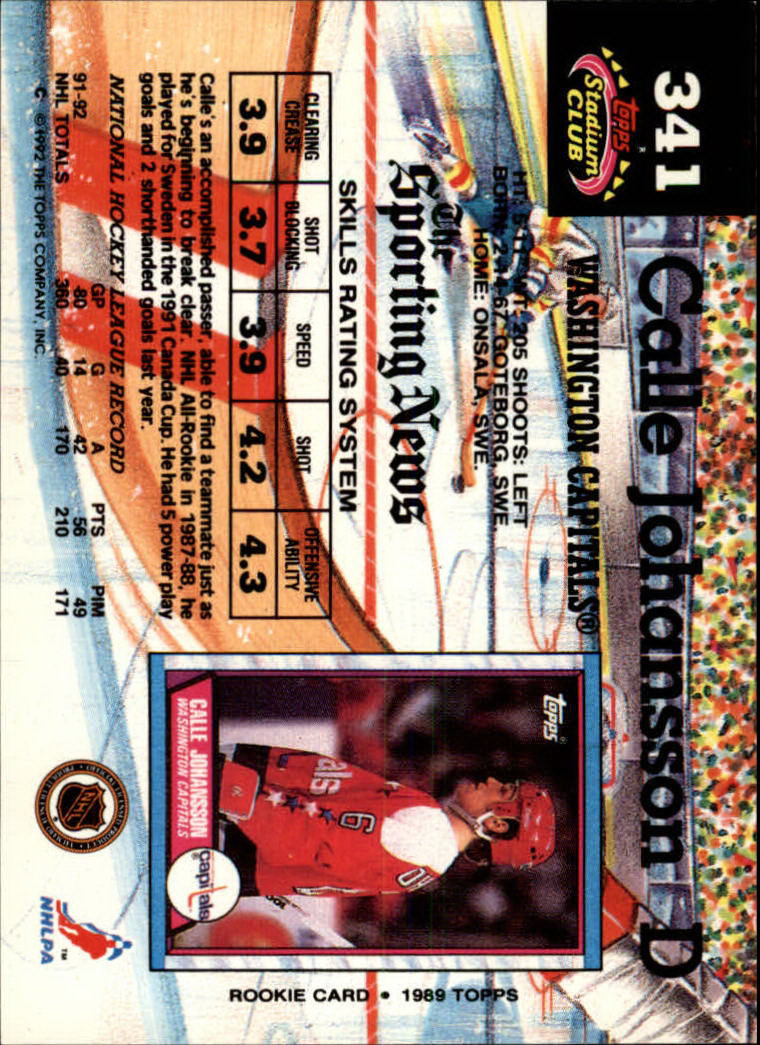 341
topps
Stadium
CLUB
Calle Johansson D
WASHINGTON CAPITALS®
HT: 5-11 WT: 205 SHOOTS: LEFT
BORN: 2-14-67, GOTEBORG, SWE.
HOME: ONSALA, SWE.
The
Sporting News
SKILLS RATING SYSTEM
CLEARING CREASE SHOT BLOCKING SPEED SHOT OFFENSIVE ABILITY
3.9 3.7 3.9 4.2 4.3
Calle's an accomplished passer, able to find a teammate just as
he's beginning to break clear. NHL All-Rookie in 1987-88, he
played for Sweden in the 1991 Canada Cup. He had 5 power play
goals and 2 shorthanded goals last year.
NATIONAL HOCKEY LEAGUE RECORD
GP G A PTS PIM
91-92 80 14 42 56 49
NHL TOTALS 360 40 170 210 171
C ©1992 THE TOPPS COMPANY, INC.
topps
als
6
CALLE JOHANSSON
WASHINGTON CAPITALS
capitals
ROOKIE CARD • 1989 TOPPS
NHL
NHLPA
TM